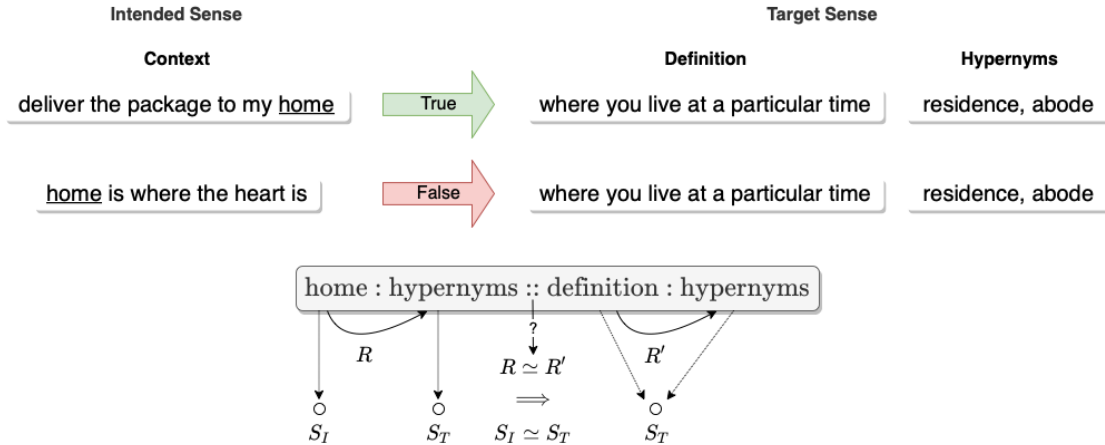 Intended Sense Target Sense
Context Definition Hypernyms
deliver the package to my home True where you live at a particular time residence, abode
home is where the heart is False where you live at a particular time residence, abode
home : hypernyms :: definition : hypernyms
?
R R ≃ R′ R′
⟹
S_I S_T S_I ≃ S_T S_T